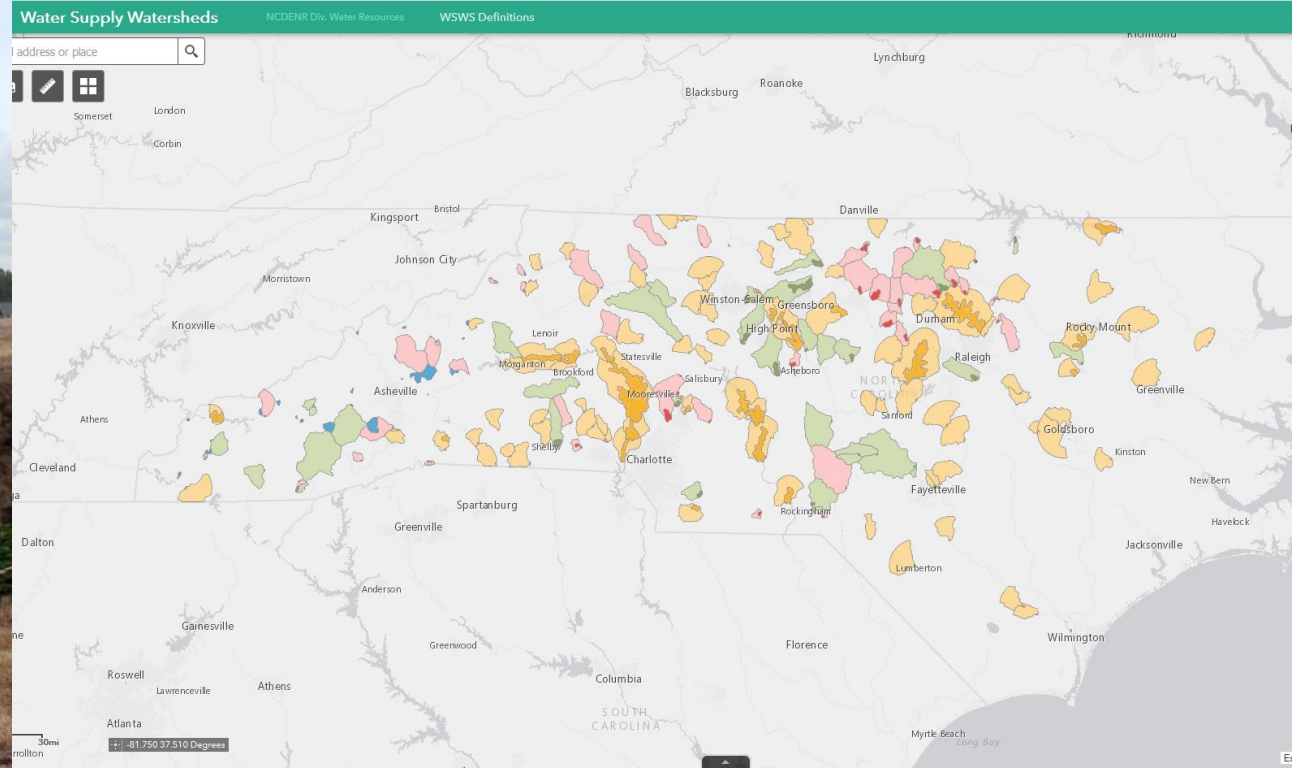 Water Supply Watersheds NCDENR Div. Water Resources WSWS Definitions
address or place
Richmond
Lynchburg
Roanoke
Blacksburg
Somerset
London
Corbin
Danville
Bristol
Kingsport
Johnson City
Morristown
Winston-Salem
Greensboro
Knoxville
Durham
Rocky Mount
Lenoir
High Point
Statesville
Raleigh
Morganton
Brookford
Asheboro
Salisbury
NORTH
CAROLINA
Asheville
Mooresville
Greenville
Athens
Sanford
Goldsboro
Shelby
Kinston
Charlotte
Cleveland
New Bern
Fayetteville
Spartanburg
Rockingham
Greenville
Havelock
Dalton
Jacksonville
Lumberton
Anderson
Gainesville
Wilmington
Greenwood
Florence
Roswell
Columbia
Athens
Lawrenceville
SOUTH
CAROLINA
Atlanta
Myrtle Beach
Long Bay
30mi
-81.750 37.510 Degrees
rrollton